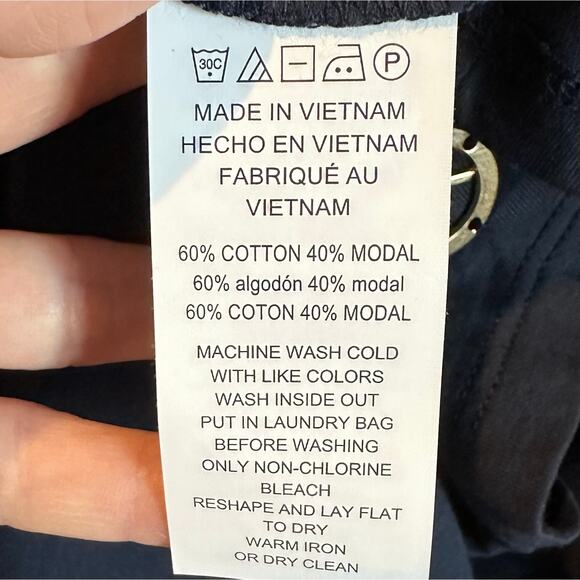 30C P
MADE IN VIETNAM
HECHO EN VIETNAM
FABRIQUÉ AU
VIETNAM
60% COTTON 40% MODAL
60% algodón 40% modal
60% COTON 40% MODAL
MACHINE WASH COLD
WITH LIKE COLORS
WASH INSIDE OUT
PUT IN LAUNDRY BAG
BEFORE WASHING
ONLY NON-CHLORINE
BLEACH
RESHAPE AND LAY FLAT
TO DRY
WARM IRON
OR DRY CLEAN